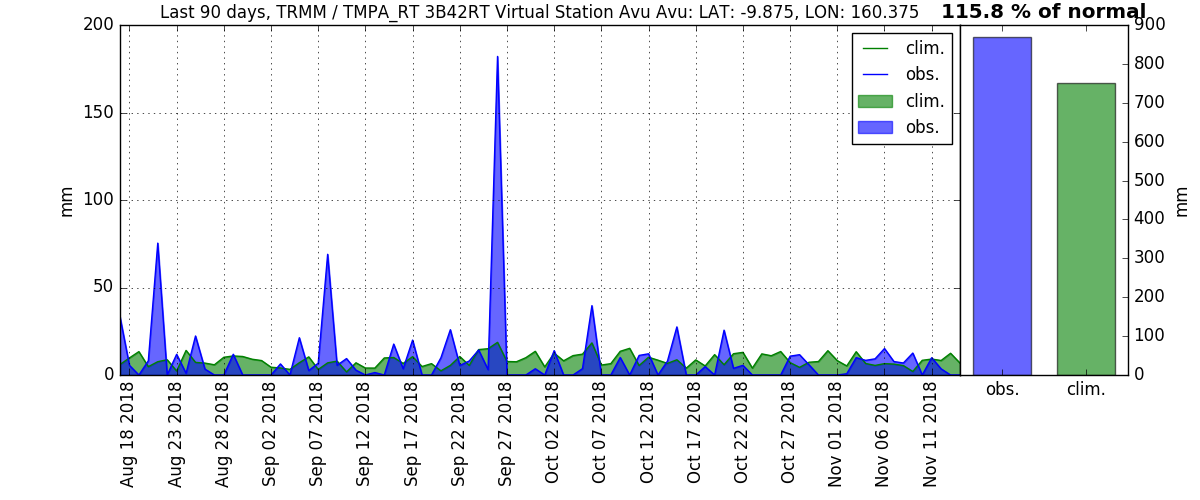 Last 90 days, TRMM / TMPA_RT 3B42RT Virtual Station Avu Avu: LAT: -9.875, LON: 160.375
115.8 % of normal
200
150
100
50
0
mm
clim.
obs.
clim.
obs.
900
800
700
600
500
400
300
200
100
0
mm
obs.
clim.
Aug 18 2018
Aug 23 2018
Aug 28 2018
Sep 02 2018
Sep 07 2018
Sep 12 2018
Sep 17 2018
Sep 22 2018
Sep 27 2018
Oct 02 2018
Oct 07 2018
Oct 12 2018
Oct 17 2018
Oct 22 2018
Oct 27 2018
Nov 01 2018
Nov 06 2018
Nov 11 2018